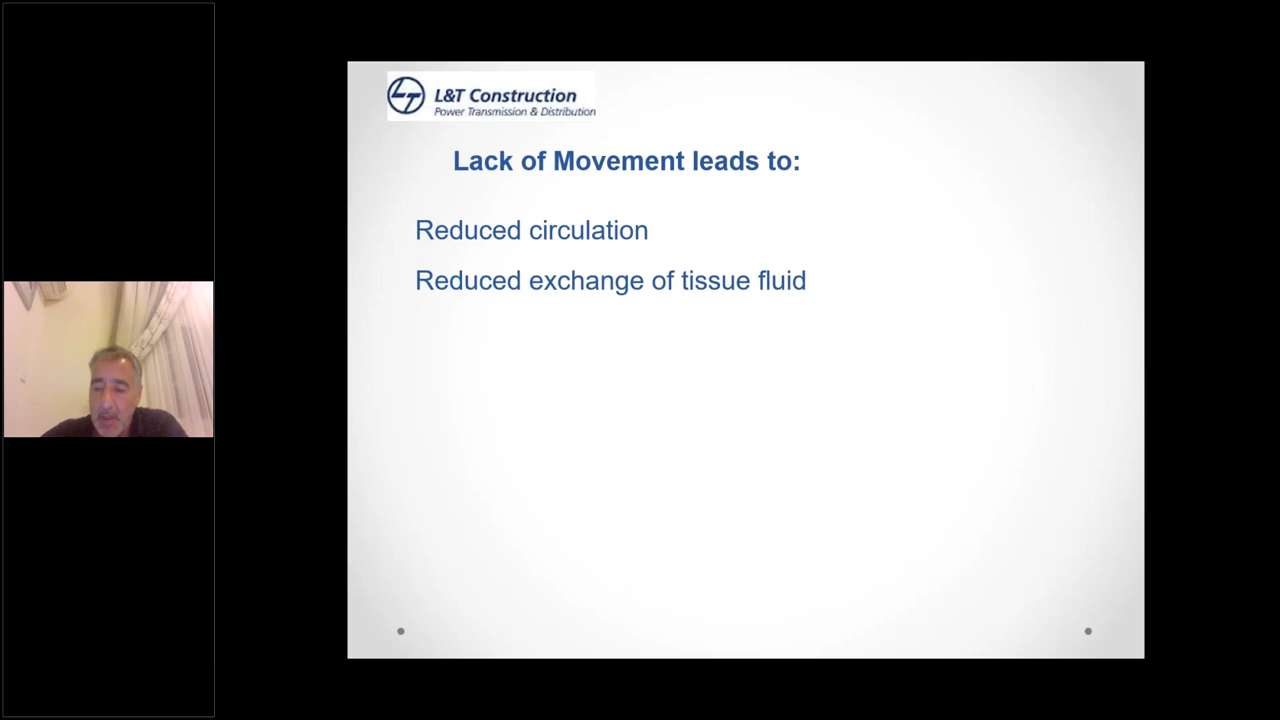 L&T Construction
Power Transmission & Distribution
Lack of Movement leads to:
Reduced circulation
Reduced exchange of tissue fluid